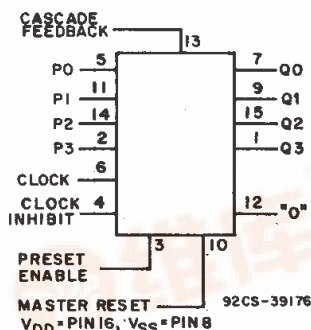 CASCADE
FEEDBACK
13
P0 5 7 Q0
P1 11 9 Q1
P2 14 15 Q2
P3 2 1 Q3
CLOCK 6
CLOCK
INHIBIT 4 12 "0"
3 10
PRESET
ENABLE
MASTER RESET 92CS-39176
VDD = PIN 16, VSS = PIN 8